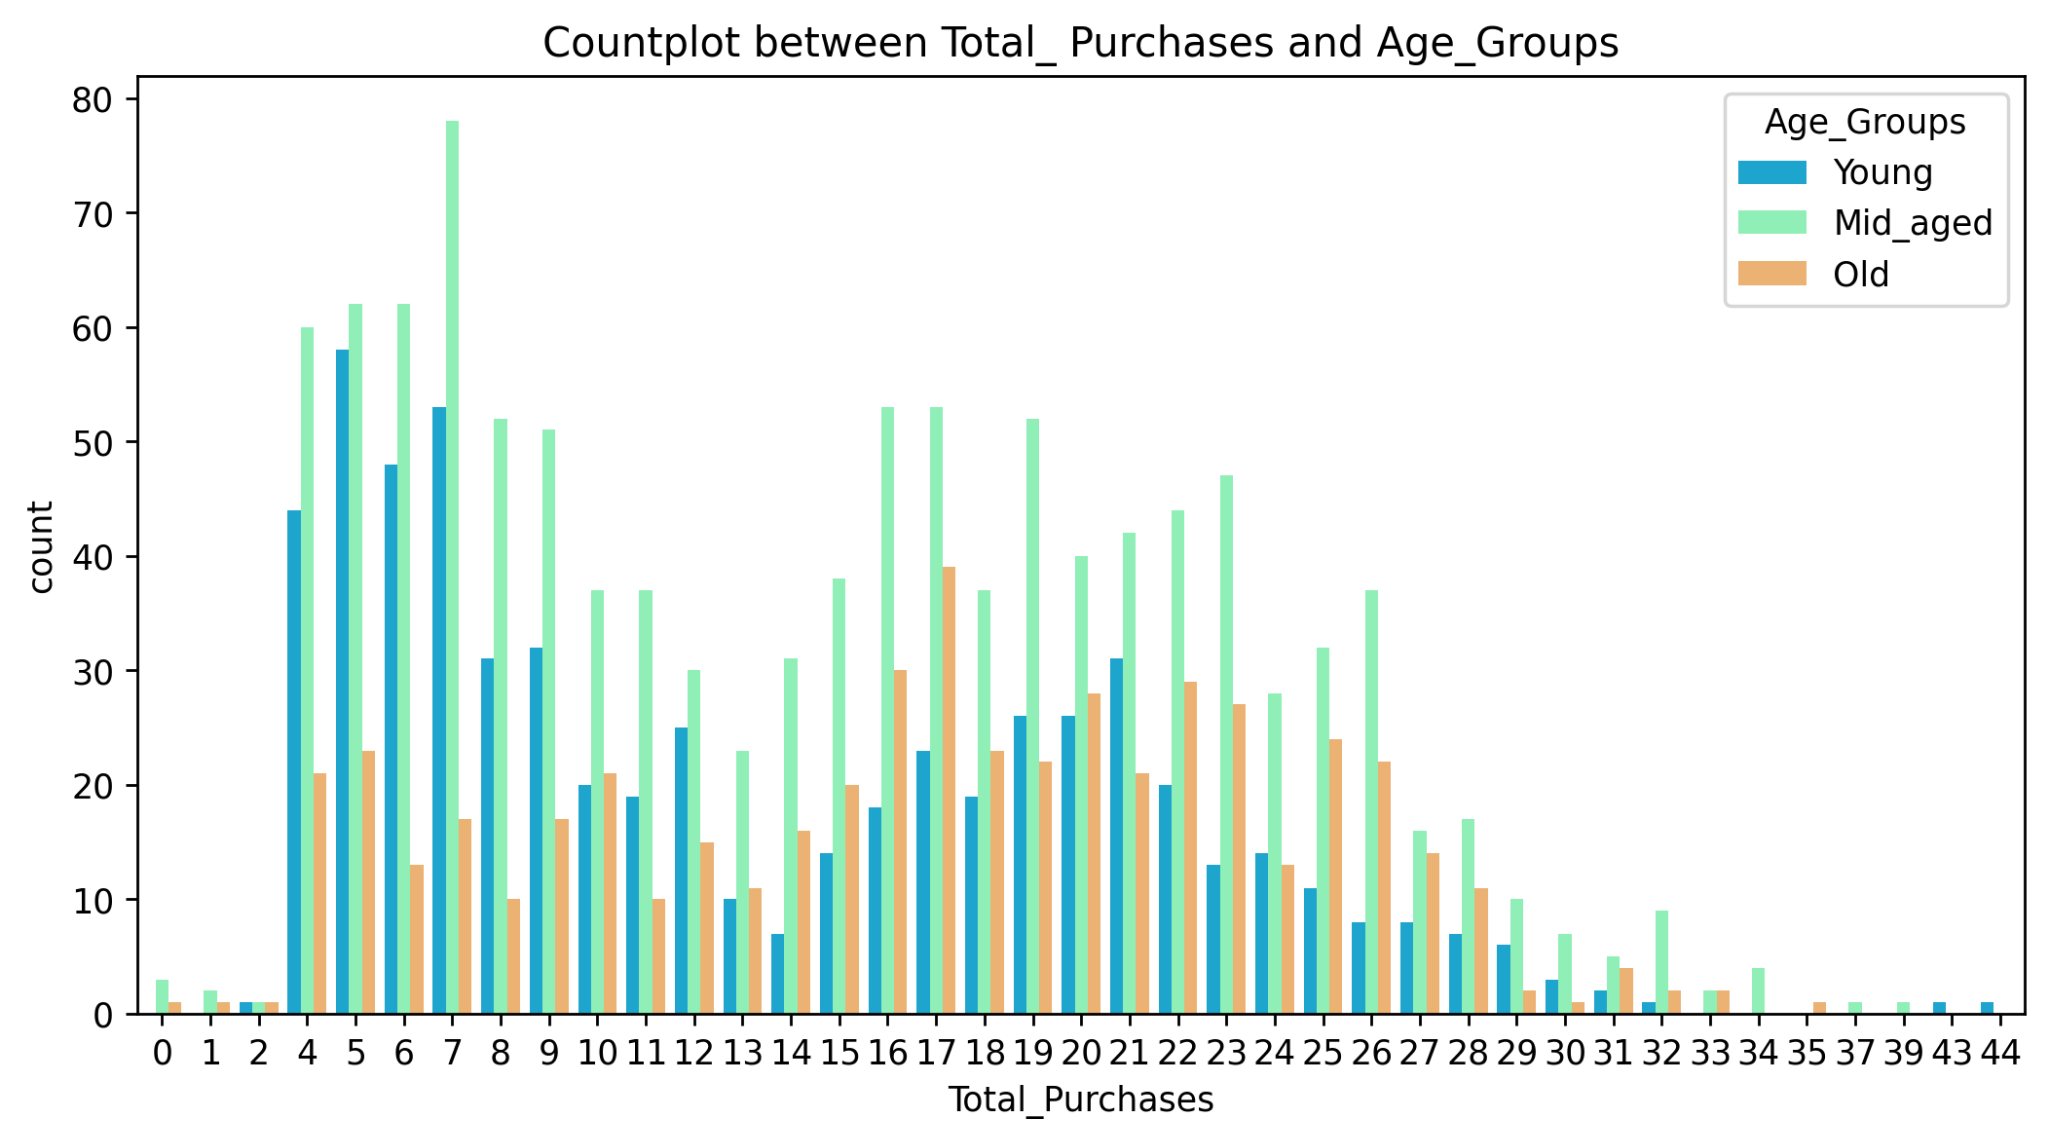 Countplot between Total_ Purchases and Age_Groups
80
70
60
50
40
30
20
10
0
count
Age_Groups
Young
Mid_aged
Old
0 1 2 4 5 6 7 8 9 10 11 12 13 14 15 16 17 18 19 20 21 22 23 24 25 26 27 28 29 30 31 32 33 34 35 37 39 43 44
Total_Purchases